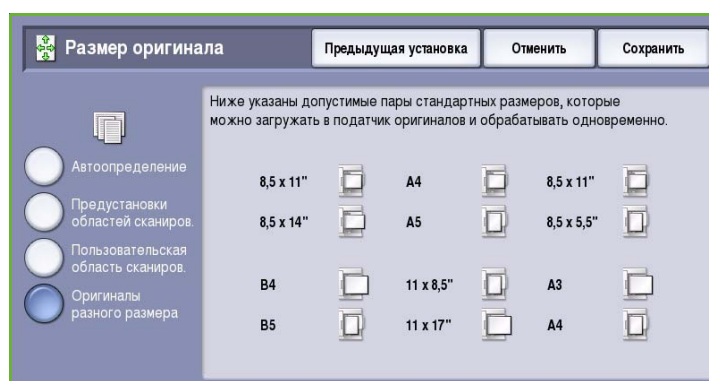 Размер оригинала
Предыдущая установка
Отменить
Сохранить
Ниже указаны допустимые пары стандартных размеров, которые
можно загружать в податчик оригиналов и обрабатывать одновременно.
Автоопределение
Предустановки
областей сканиров.
Пользовательская
область сканиров.
Оригиналы
разного размера
8,5 x 11" A4 8,5 x 11"
8,5 x 14" A5 8,5 x 5,5"
B4 11 x 8,5" A3
B5 11 x 17" A4